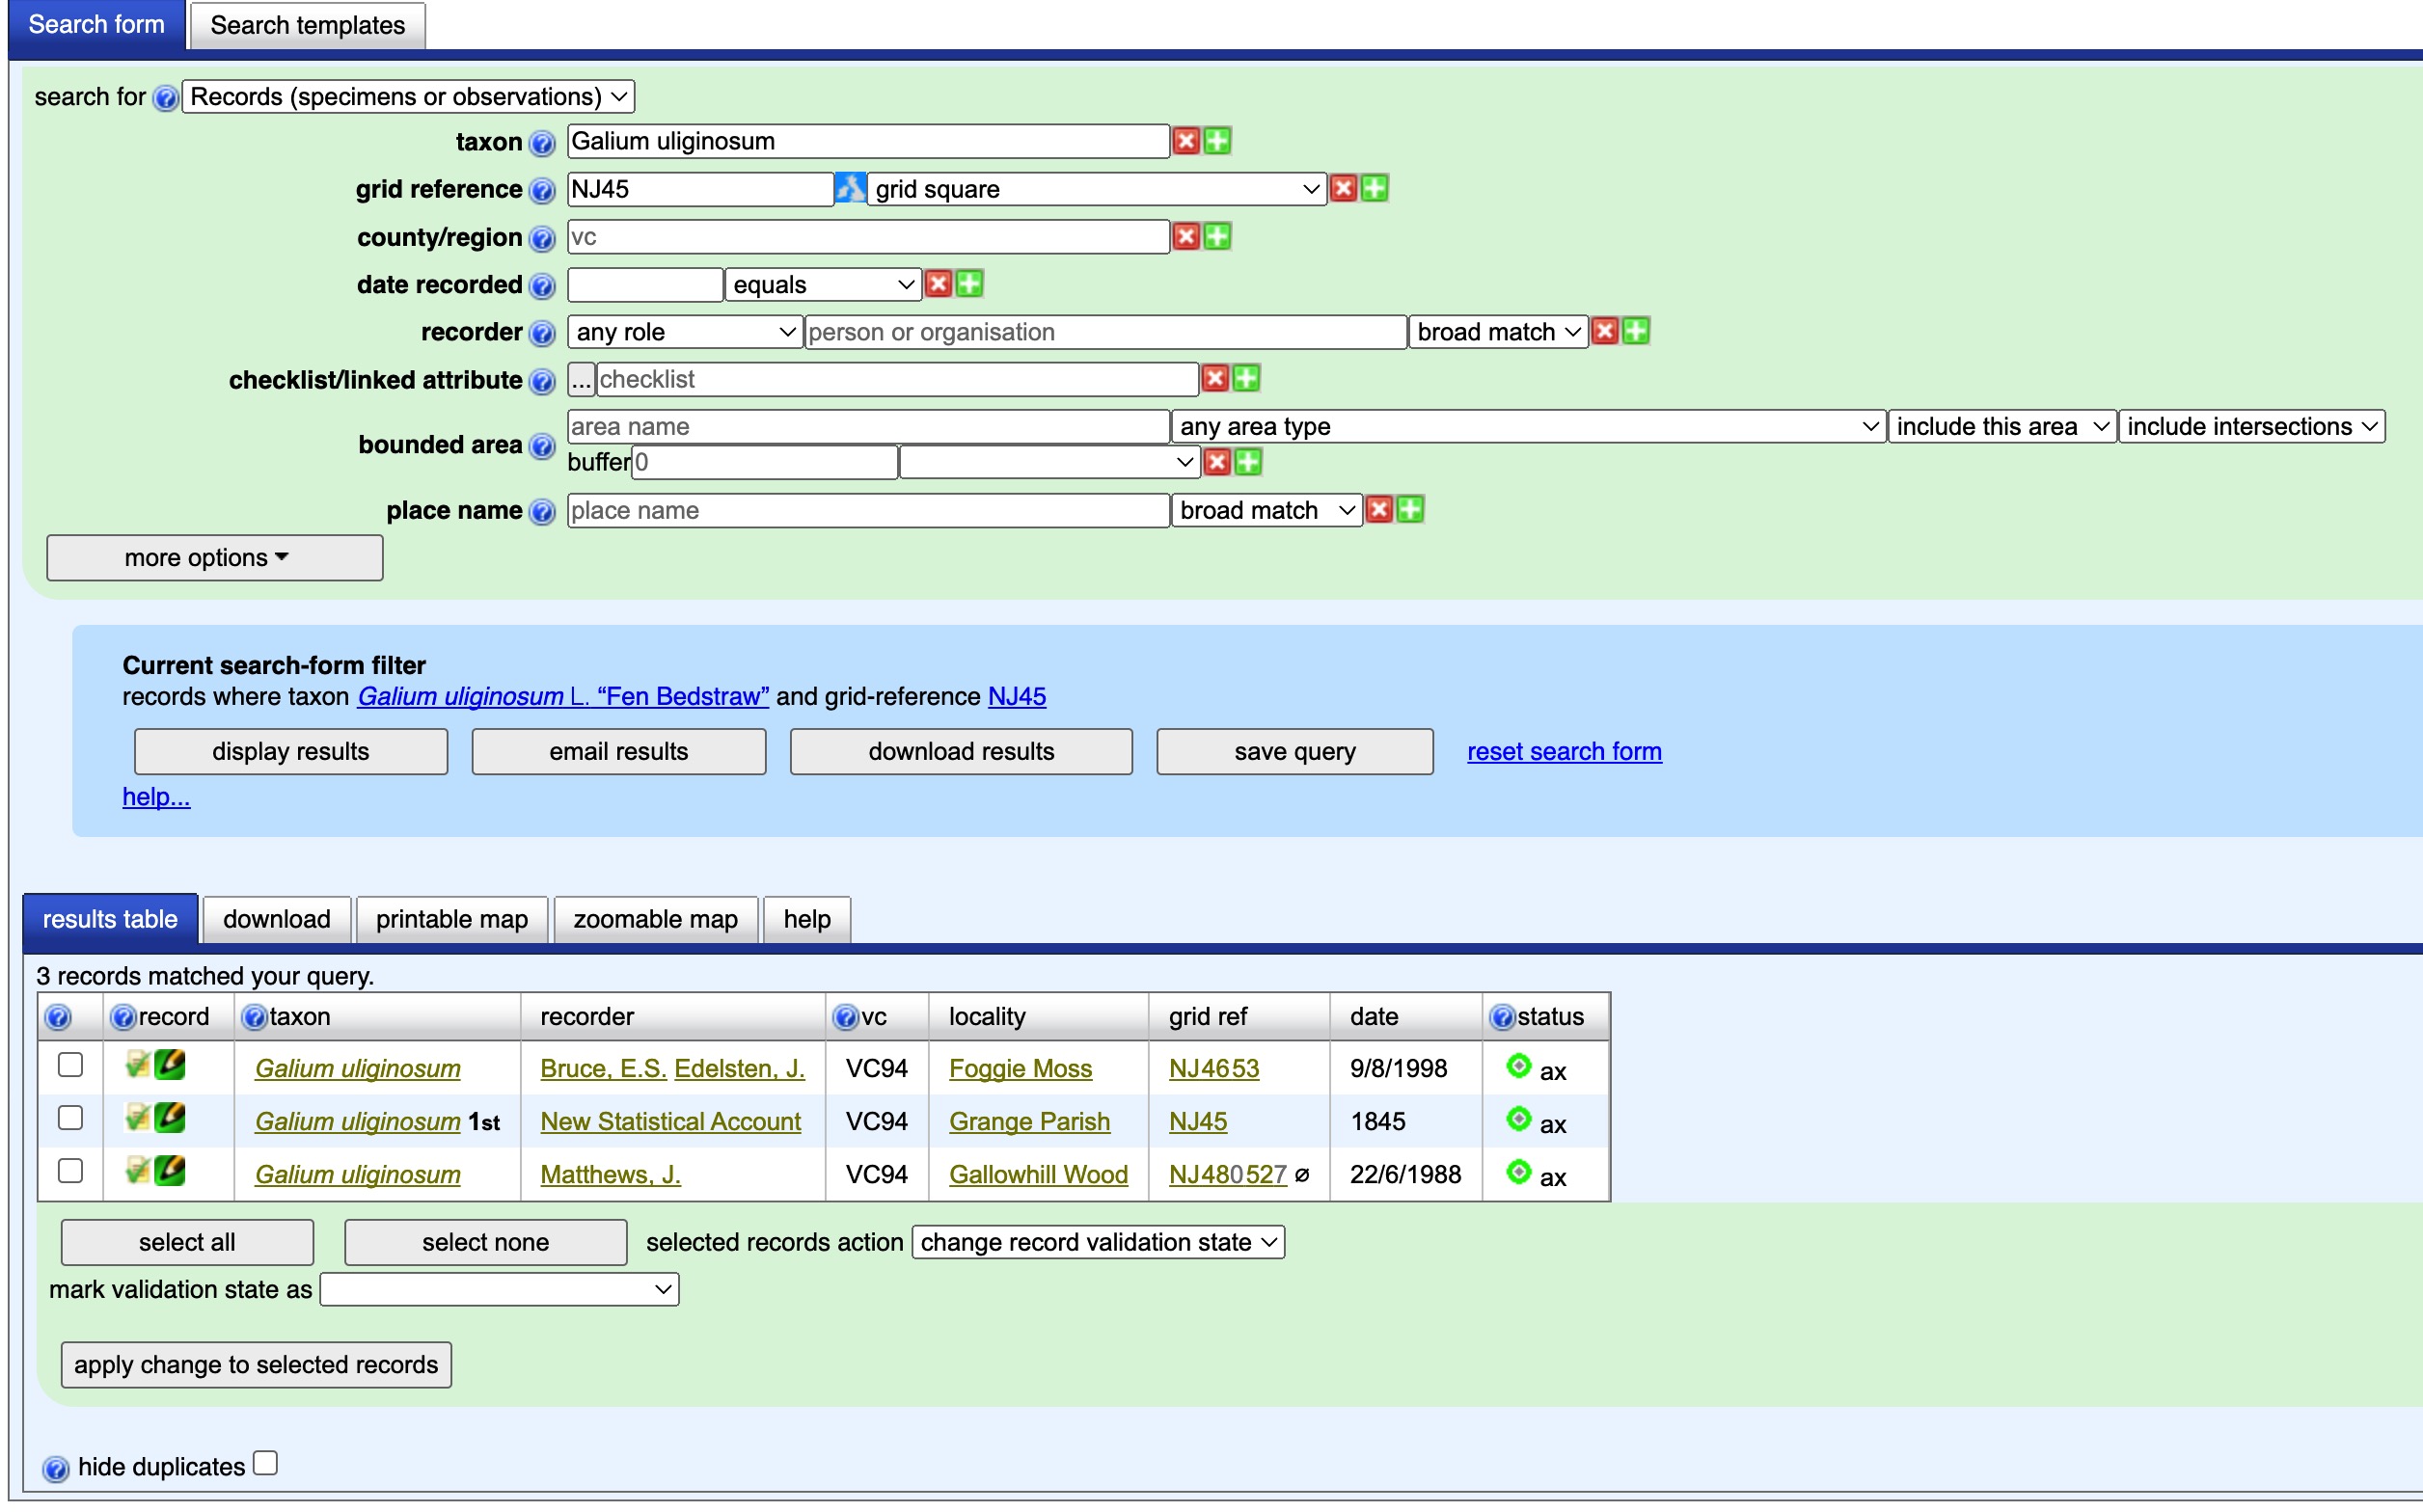 Search form Search templates
search for Records (specimens or observations)
taxon Galium uliginosum
grid reference NJ45 grid square
county/region vc
date recorded equals
recorder any role person or organisation broad match
checklist/linked attribute ... checklist
bounded area area name any area type include this area include intersections
buffer 0
place name place name broad match
more options
Current search-form filter
records where taxon Galium uliginosum L. “Fen Bedstraw” and grid-reference NJ45
display results email results download results save query reset search form
help...
results table download printable map zoomable map help
3 records matched your query.
record taxon recorder vc locality grid ref date status
Galium uliginosum Bruce, E.S. Edelsten, J. VC94 Foggie Moss NJ4653 9/8/1998 ax
Galium uliginosum 1st New Statistical Account VC94 Grange Parish NJ45 1845 ax
Galium uliginosum Matthews, J. VC94 Gallowhill Wood NJ480527 ⌀ 22/6/1988 ax
select all select none selected records action change record validation state
mark validation state as
apply change to selected records
hide duplicates